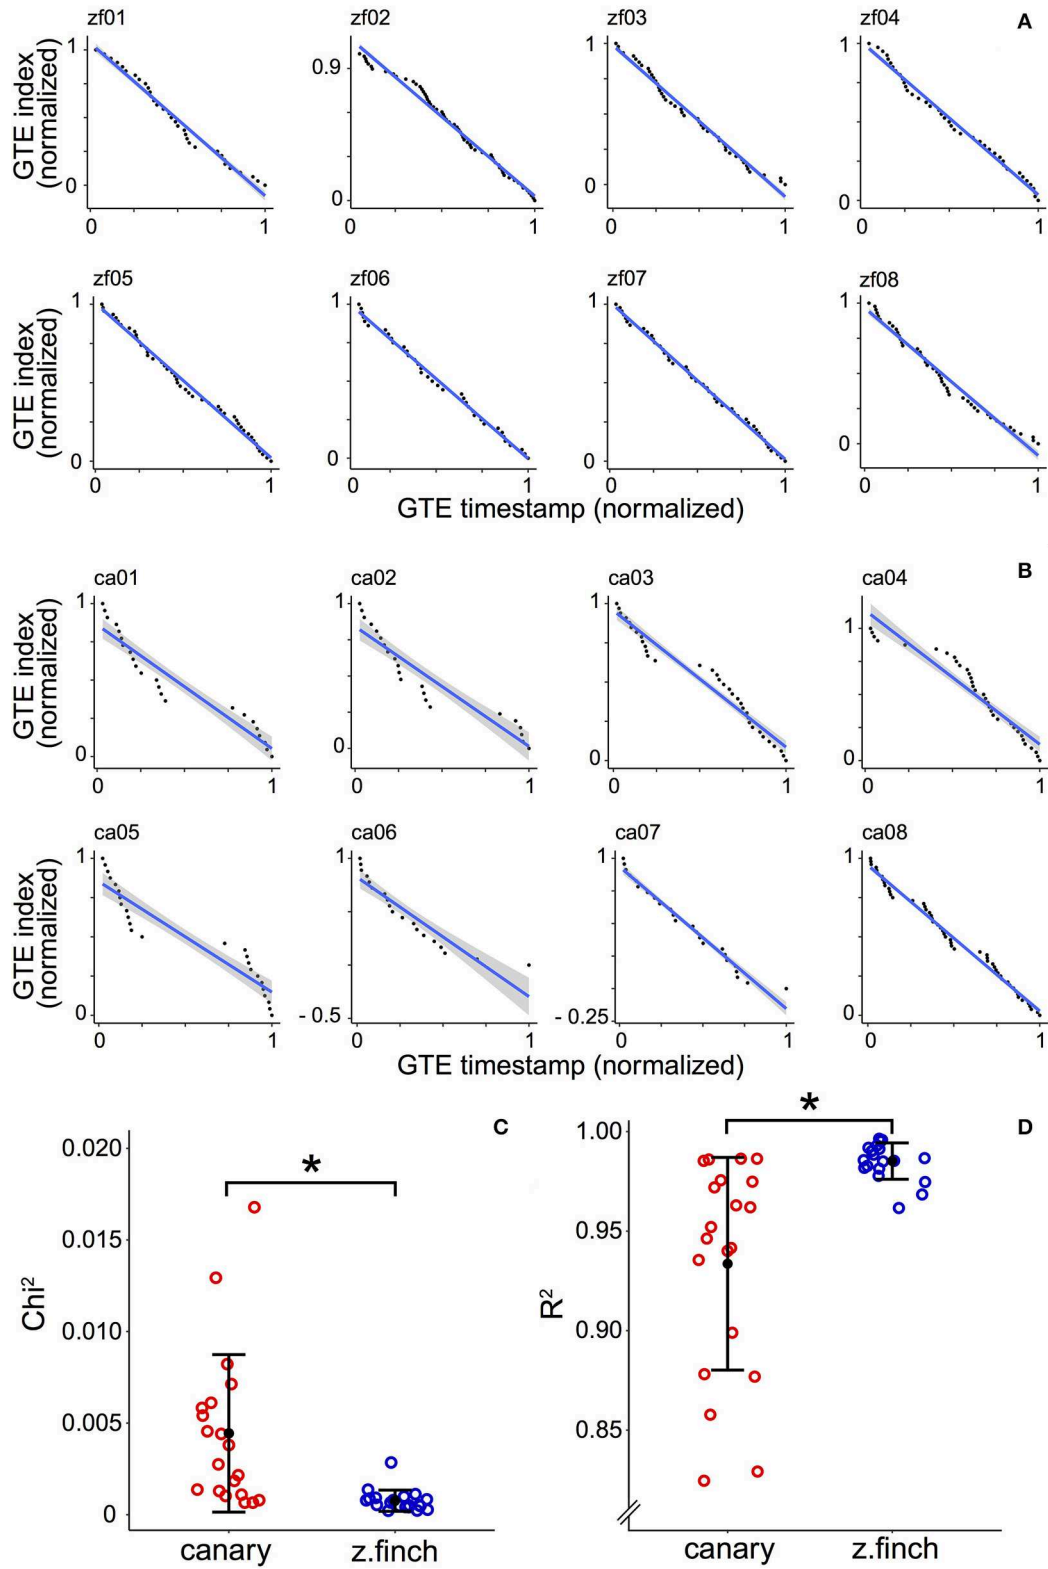 zf01 zf02 zf03 zf04 A
GTE index
(normalized)
1 0.9 1 1
0 0 0 0
0 1 0 1 0 1 0 1
zf05 zf06 zf07 zf08
GTE index
(normalized)
1 1 1 1
0 0 0 0
0 1 0 1 0 1 0 1
GTE timestamp (normalized)
B
ca01 ca02 ca03 ca04
GTE index
(normalized)
1 1 1 1
0 0 0 0
0 1 0 1 0 1 0 1
ca05 ca06 ca07 ca08
GTE index
(normalized)
1 1 1 1
0 - 0.5 - 0.25 0
0 1 0 1 0 1 0 1
GTE timestamp (normalized)
C
Chi²
0.020
*
0.015
0.010
0.005
0
canary z.finch
D
R²
*
1.00
0.95
0.90
0.85
canary z.finch